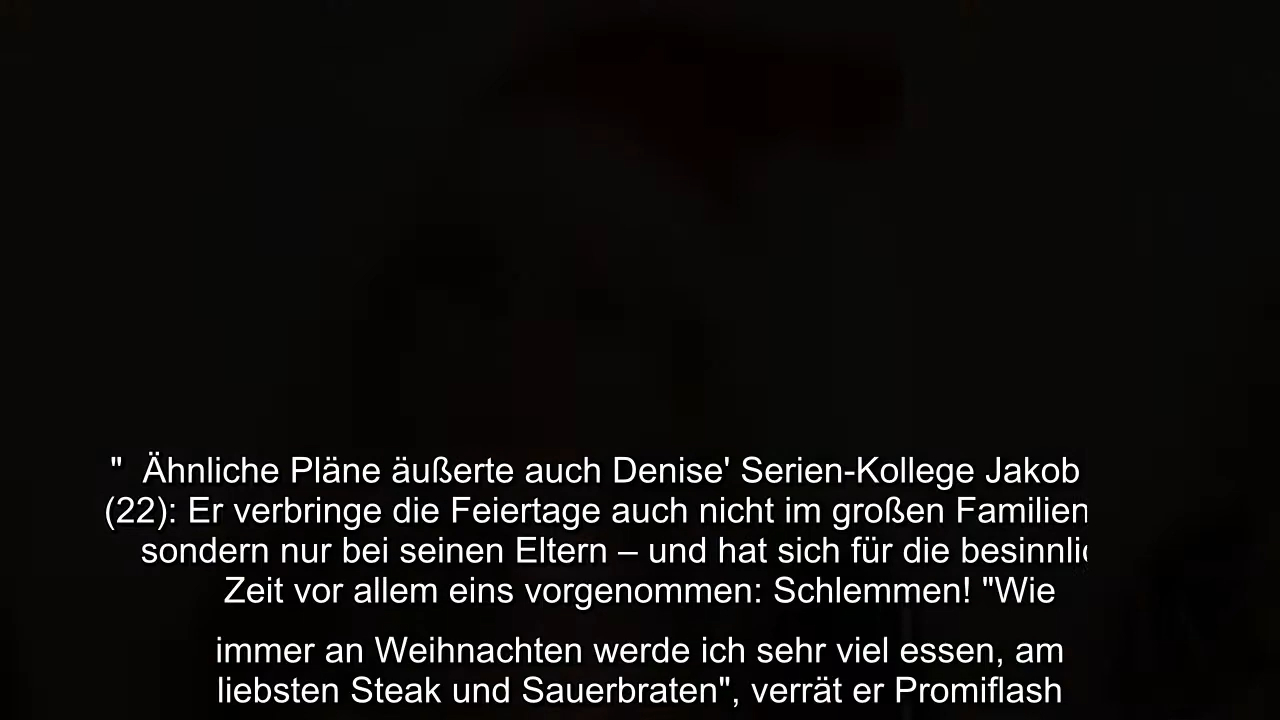 " Ähnliche Pläne äußerte auch Denise' Serien-Kollege Jakob
(22): Er verbringe die Feiertage auch nicht im großen Familien
sondern nur bei seinen Eltern – und hat sich für die
Zeit vor allem eins vorgenommen: Schlemmen! "Wie
immer an Weihnachten werde ich sehr viel essen, am
liebsten Steak und Sauerbraten", verrät er Promiflash